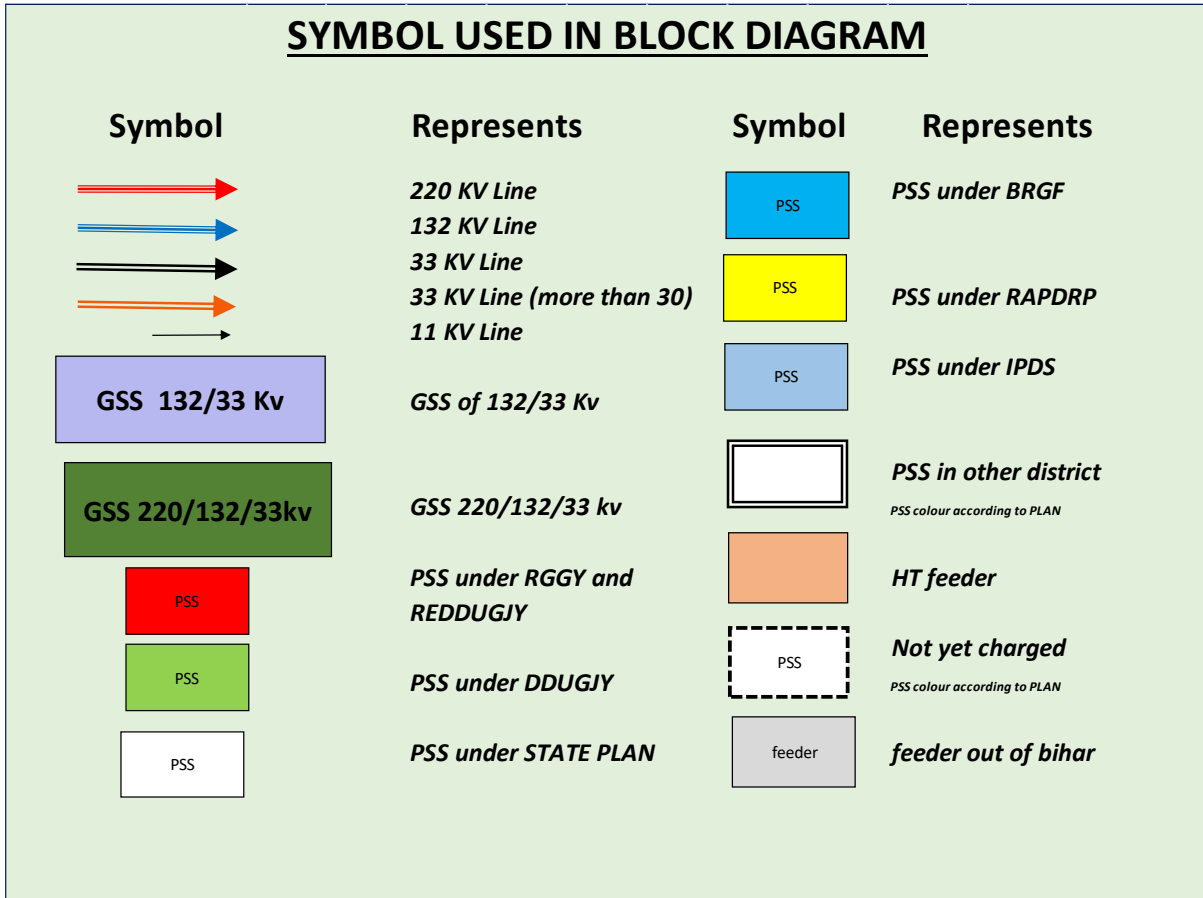 SYMBOL USED IN BLOCK DIAGRAM
Symbol
Represents
220 KV Line
132 KV Line
33 KV Line
33 KV Line (more than 30)
11 KV Line
GSS 132/33 Kv
GSS of 132/33 Kv
GSS 220/132/33kv
GSS 220/132/33 kv
PSS
PSS under RGGY and
REDDUGJY
PSS
PSS under DDUGJY
PSS
PSS under STATE PLAN
Symbol
Represents
PSS
PSS under BRGF
PSS
PSS under RAPDRP
PSS
PSS under IPDS
PSS in other district
PSS colour according to PLAN
HT feeder
PSS
Not yet charged
PSS colour according to PLAN
feeder
feeder out of bihar